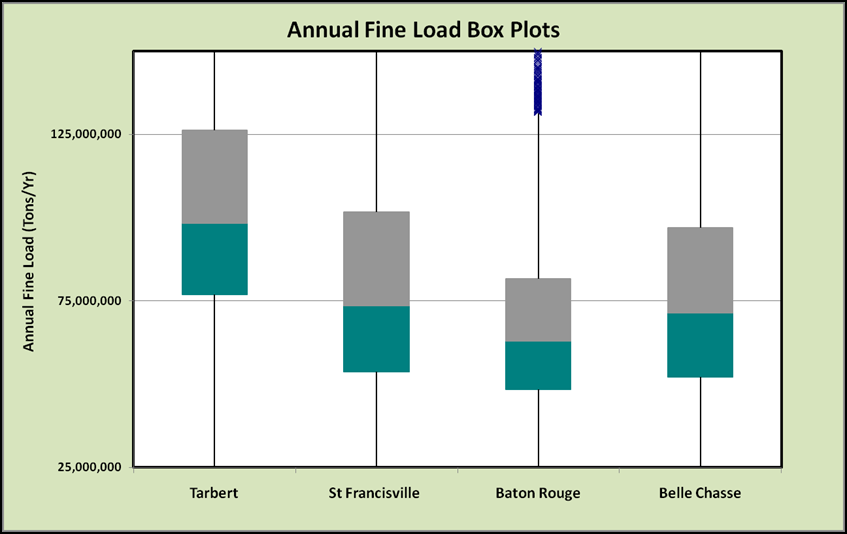 Annual Fine Load Box Plots
Annual Fine Load (Tons/Yr)
125,000,000
75,000,000
25,000,000
Tarbert
St Francisville
Baton Rouge
Belle Chasse